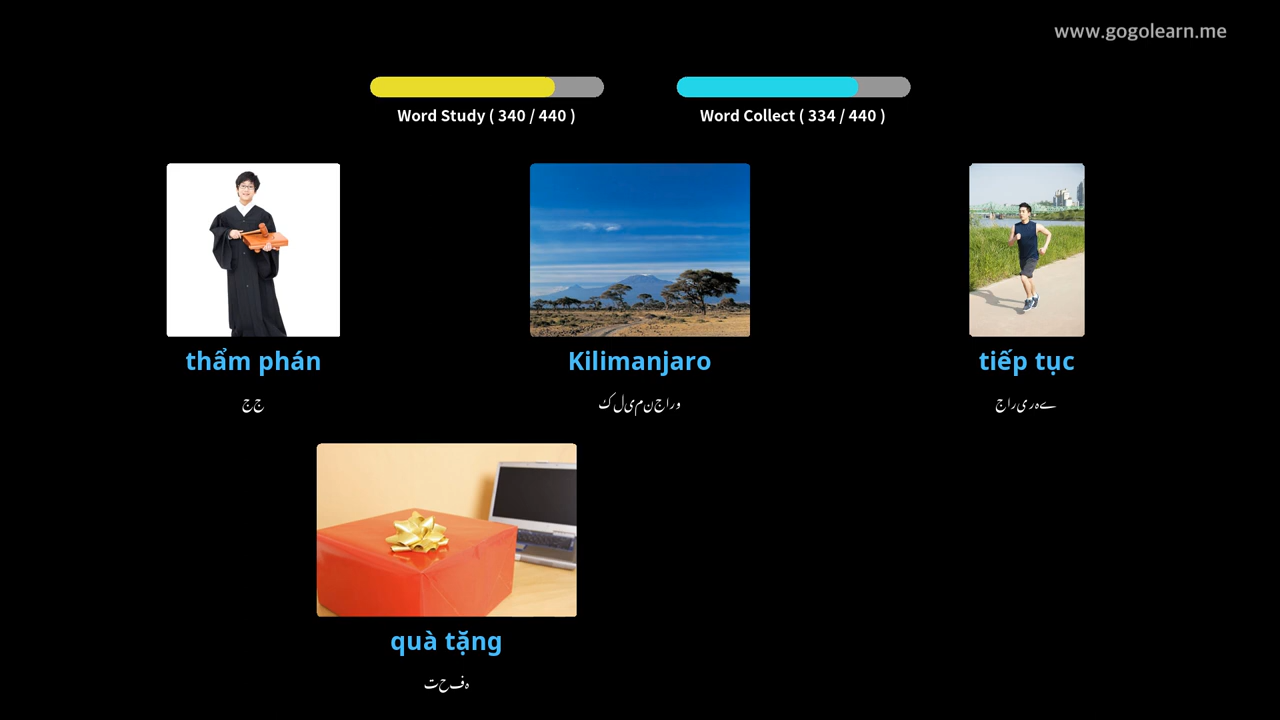 www.gogolearn.me
Word Study ( 340 / 440 )
Word Collect ( 334 / 440 )
thẩm phán
جج
Kilimanjaro
کلیمنجارو
tiếp tục
جاری رہے
quà tặng
تحفہ